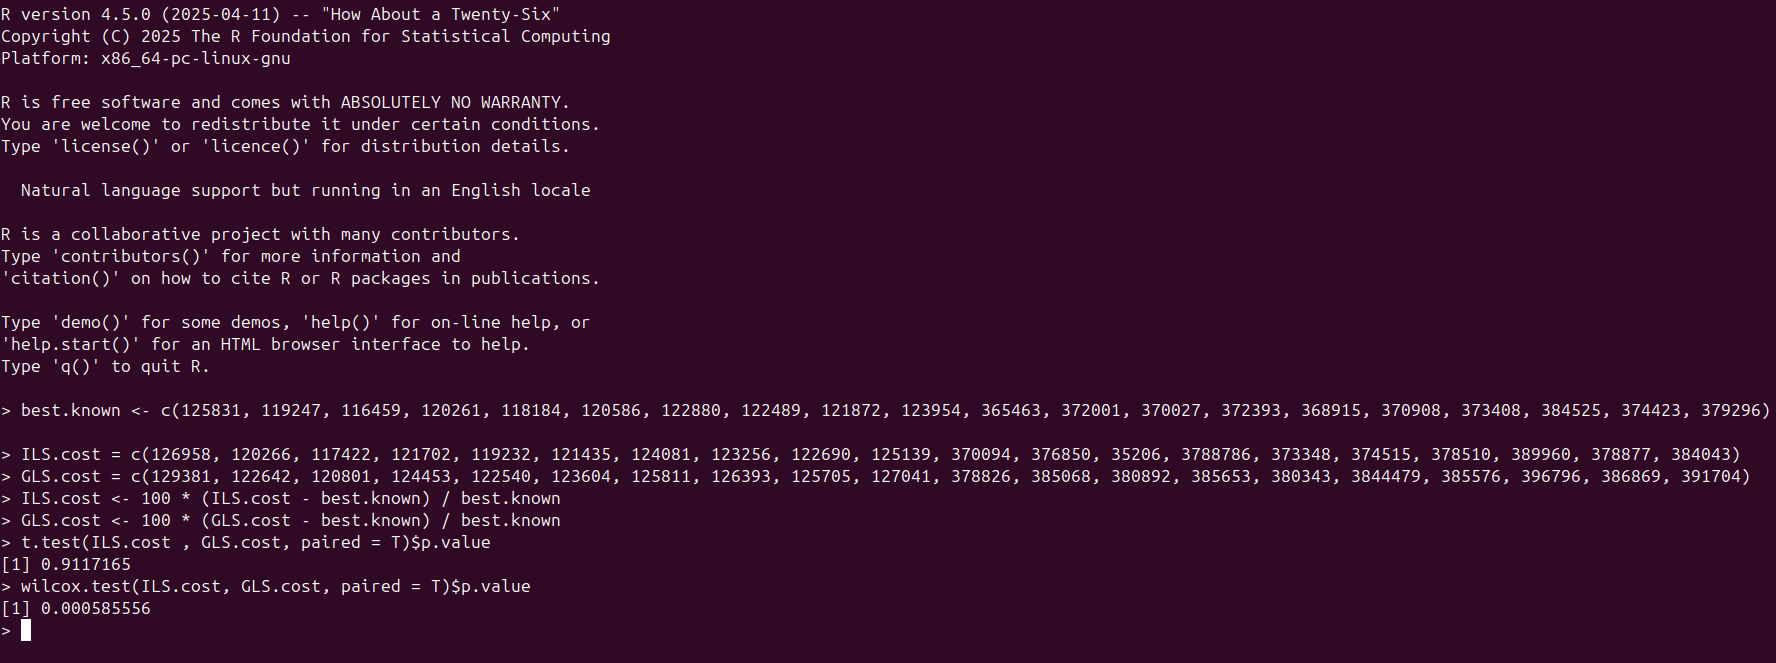 R version 4.5.0 (2025-04-11) -- "How About a Twenty-Six"
Copyright (C) 2025 The R Foundation for Statistical Computing
Platform: x86_64-pc-linux-gnu
R is free software and comes with ABSOLUTELY NO WARRANTY.
You are welcome to redistribute it under certain conditions.
Type 'license()' or 'licence()' for distribution details.
Natural language support but running in an English locale
R is a collaborative project with many contributors.
Type 'contributors()' for more information and
'citation()' on how to cite R or R packages in publications.
Type 'demo()' for some demos, 'help()' for on-line help, or
'help.start()' for an HTML browser interface to help.
Type 'q()' to quit R.
> best.known <- c(125831, 119247, 116459, 120261, 118184, 120586, 122880, 122489, 121872, 123954, 365463, 372001, 370027, 372393, 368915, 370908, 373408, 384525, 374423, 379296)
> ILS.cost = c(126958, 120266, 117422, 121702, 119232, 121435, 124081, 123256, 122690, 125139, 370094, 376850, 35206, 3788786, 373348, 374515, 378510, 389960, 378877, 384043)
> GLS.cost = c(129381, 122642, 120801, 124453, 122540, 123604, 125811, 126393, 125705, 127041, 378826, 385068, 380892, 385653, 380343, 3844479, 385576, 396796, 386869, 391704)
> ILS.cost <- 100 * (ILS.cost - best.known) / best.known
> GLS.cost <- 100 * (GLS.cost - best.known) / best.known
> t.test(ILS.cost , GLS.cost, paired = T)$p.value
[1] 0.9117165
> wilcox.test(ILS.cost, GLS.cost, paired = T)$p.value
[1] 0.000585556
>